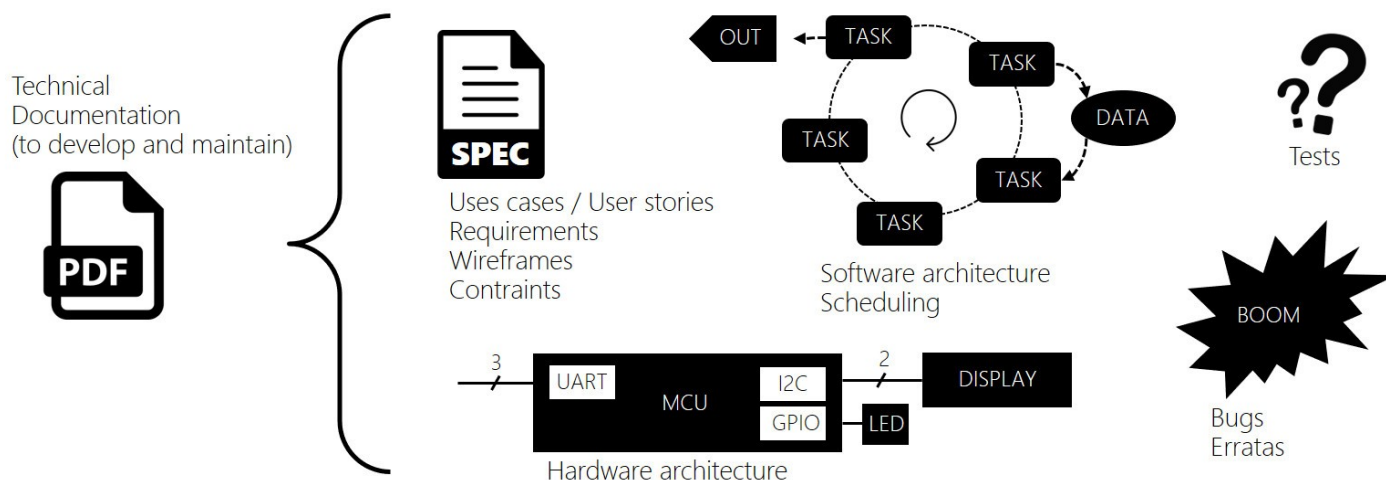 Technical
Documentation
(to develop and maintain)
PDF
SPEC
Uses cases / User stories
Requirements
Wireframes
Contraints
OUT
TASK
TASK
DATA
TASK
TASK
TASK
Software architecture
Scheduling
Tests
BOOM
Bugs
Erratas
3
UART
MCU
I2C
GPIO
2
DISPLAY
LED
Hardware architecture